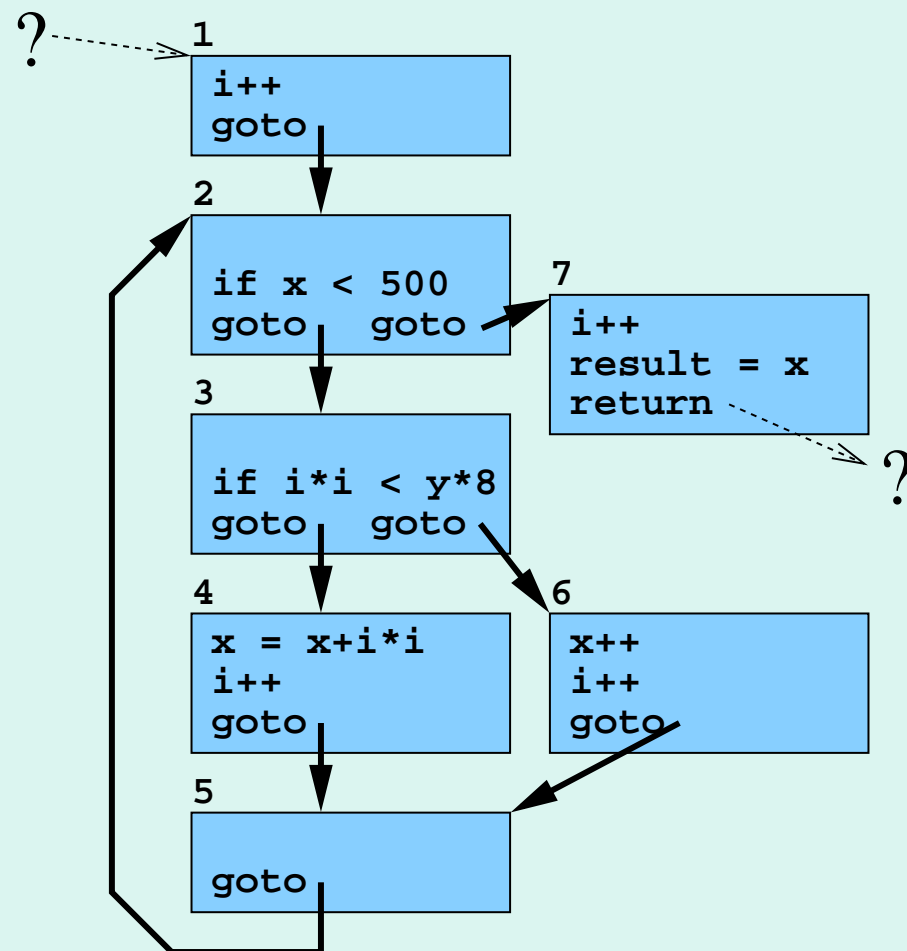 ?
1
i++
goto
2
if x < 500
goto goto
7
i++
result = x
return
?
3
if i*i < y*8
goto goto
4
x = x+i*i
i++
goto
6
x++
i++
goto
5
goto